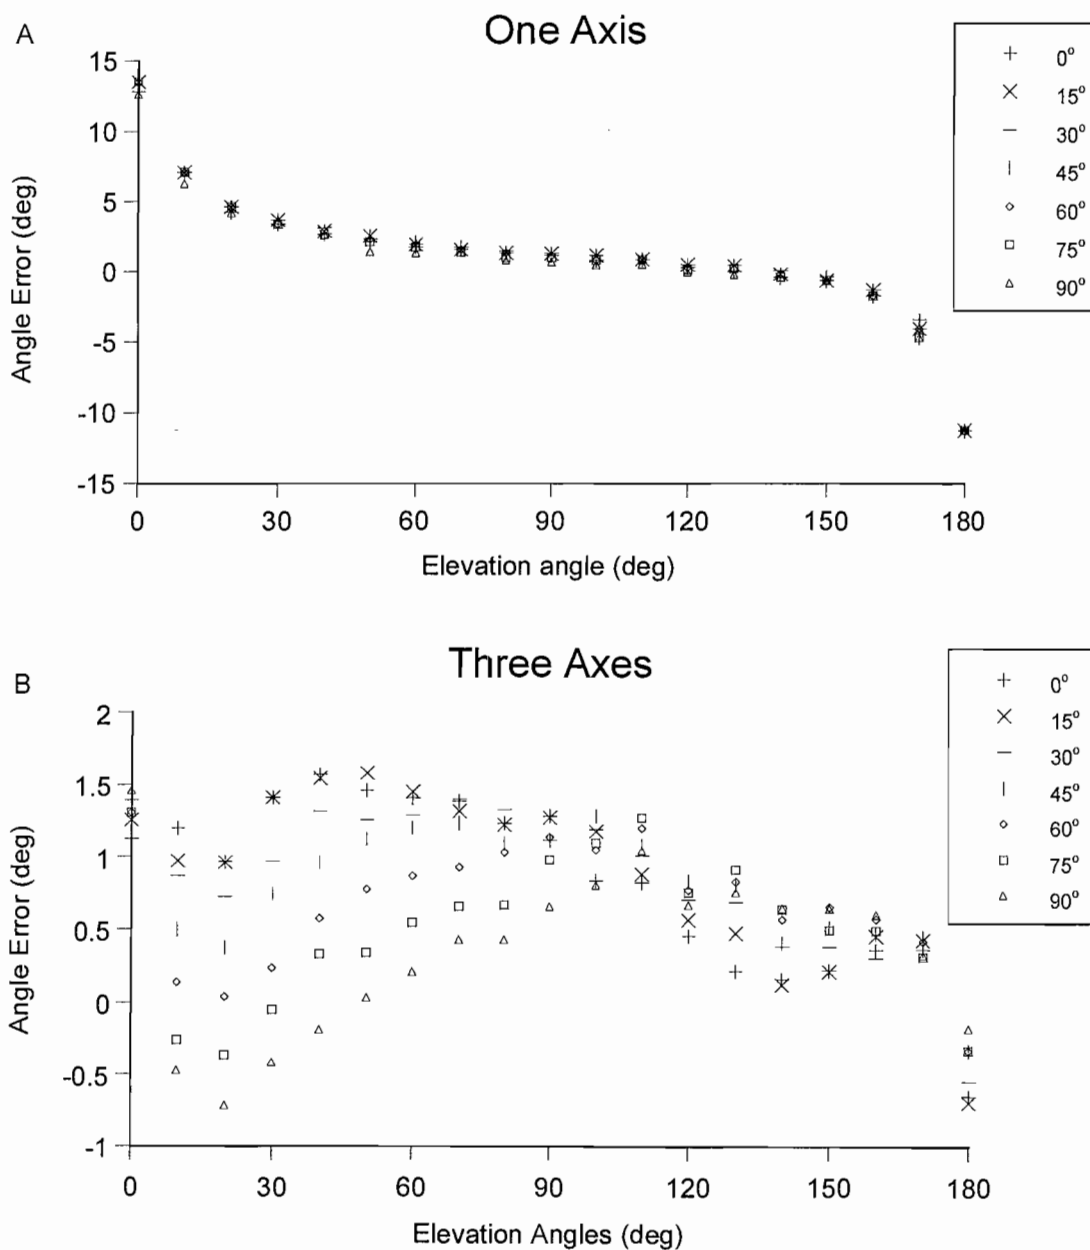 A
One Axis
15
10
5
0
-5
-10
-15
Angle Error (deg)
0 30 60 90 120 150 180
Elevation angle (deg)
0°
15°
30°
45°
60°
75°
90°
B
Three Axes
2
1.5
1
0.5
0
-0.5
-1
Angle Error (deg)
0 30 60 90 120 150 180
Elevation Angles (deg)
0°
15°
30°
45°
60°
75°
90°